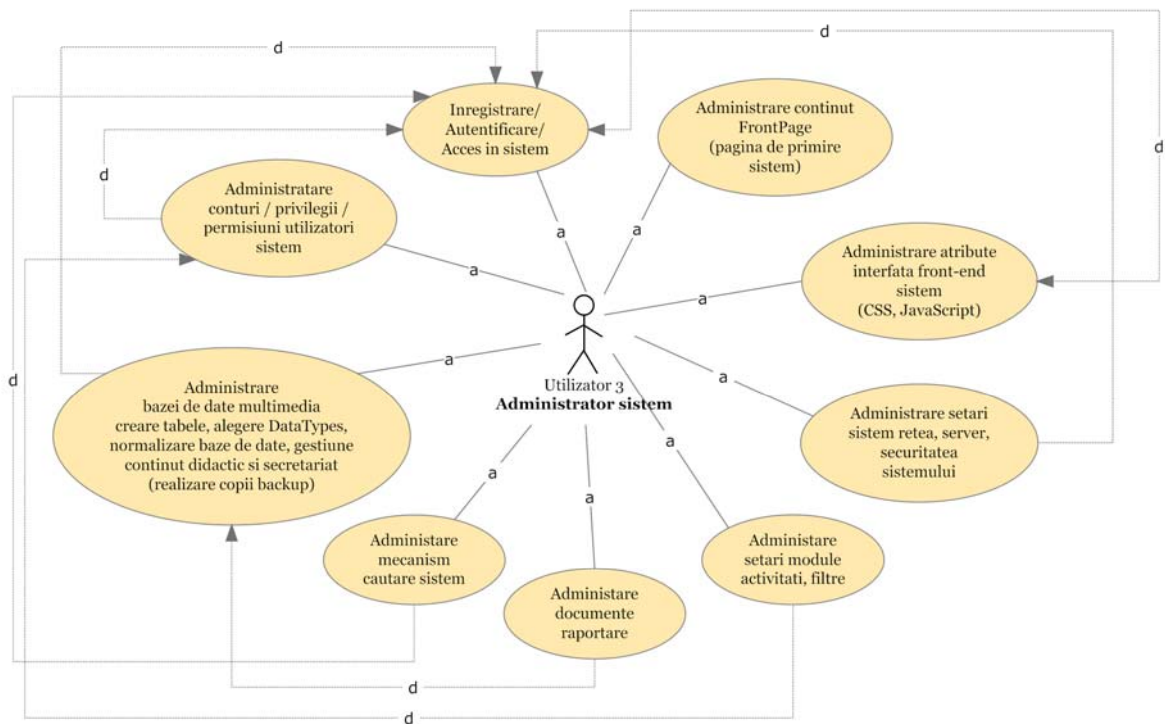 d
d
Inregistrare/
Autentificare/
Acces in sistem
Administrare continut
FrontPage
(pagina de primire
sistem)
d
d
Administratare
conturi / privilegii /
permisiuni utilizatori
sistem
a
a
a
Administrare atribute
interfata front-end
sistem
(CSS, JavaScript)
a
a
d
Administrare
bazei de date multimedia
creare tabele, alegere DataTypes,
normalizare baze de date, gestiune
continut didactic si secretariat
(realizare copii backup)
Utilizator 3
Administrator sistem
a
Administrare setari
sistem retea, server,
securitatea
sistemului
a
a
a
Administare
mecanism
cautare sistem
Administare
documente
raportare
Administare
setari module
activitati, filtre
d
d